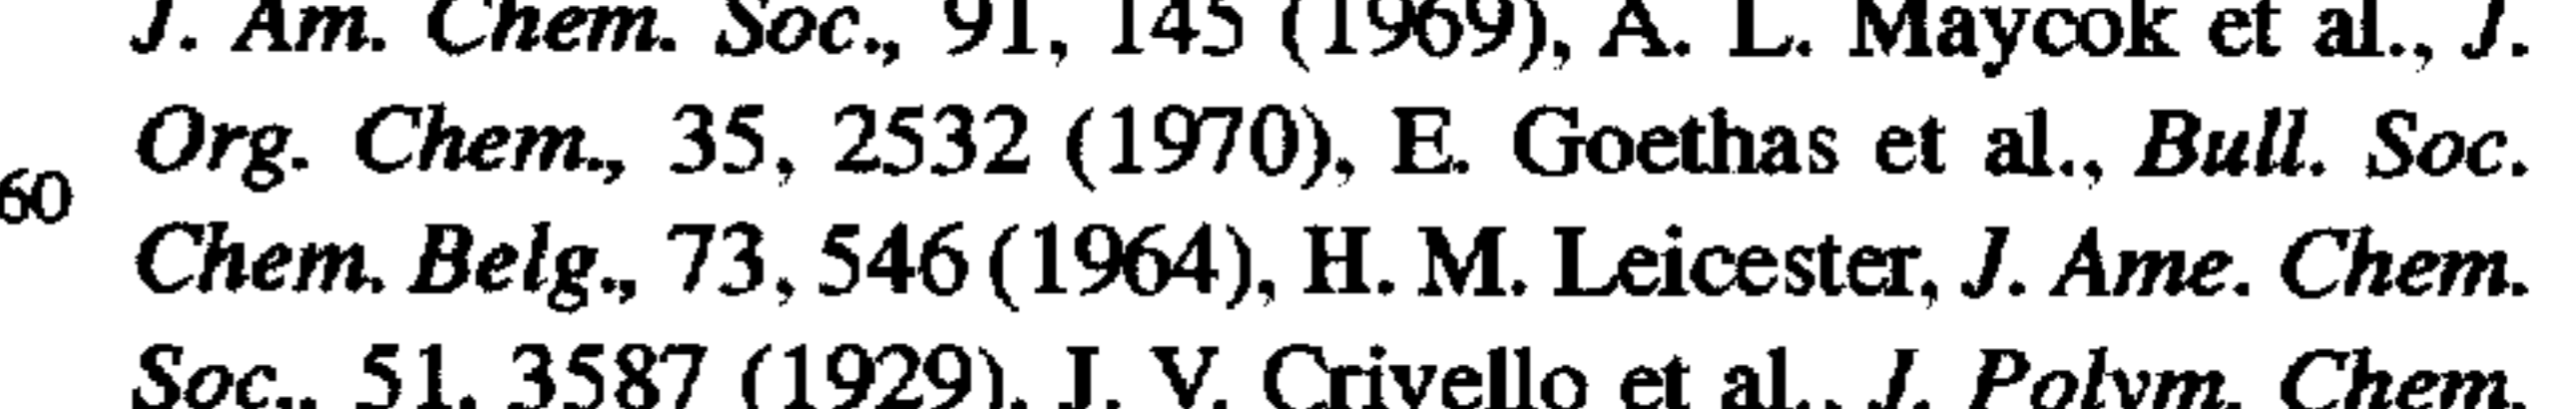 J. Am. Chem. Soc., 91, 145 (1969), A. L. Maycok et al., J.
Org. Chem., 35, 2532 (1970), E. Goethas et al., Bull. Soc.
60
Chem. Belg., 73, 546 (1964), H. M. Leicester, J. Ame. Chem.
Soc., 51, 3587 (1929), J. V. Crivello et al., J. Polym. Chem.